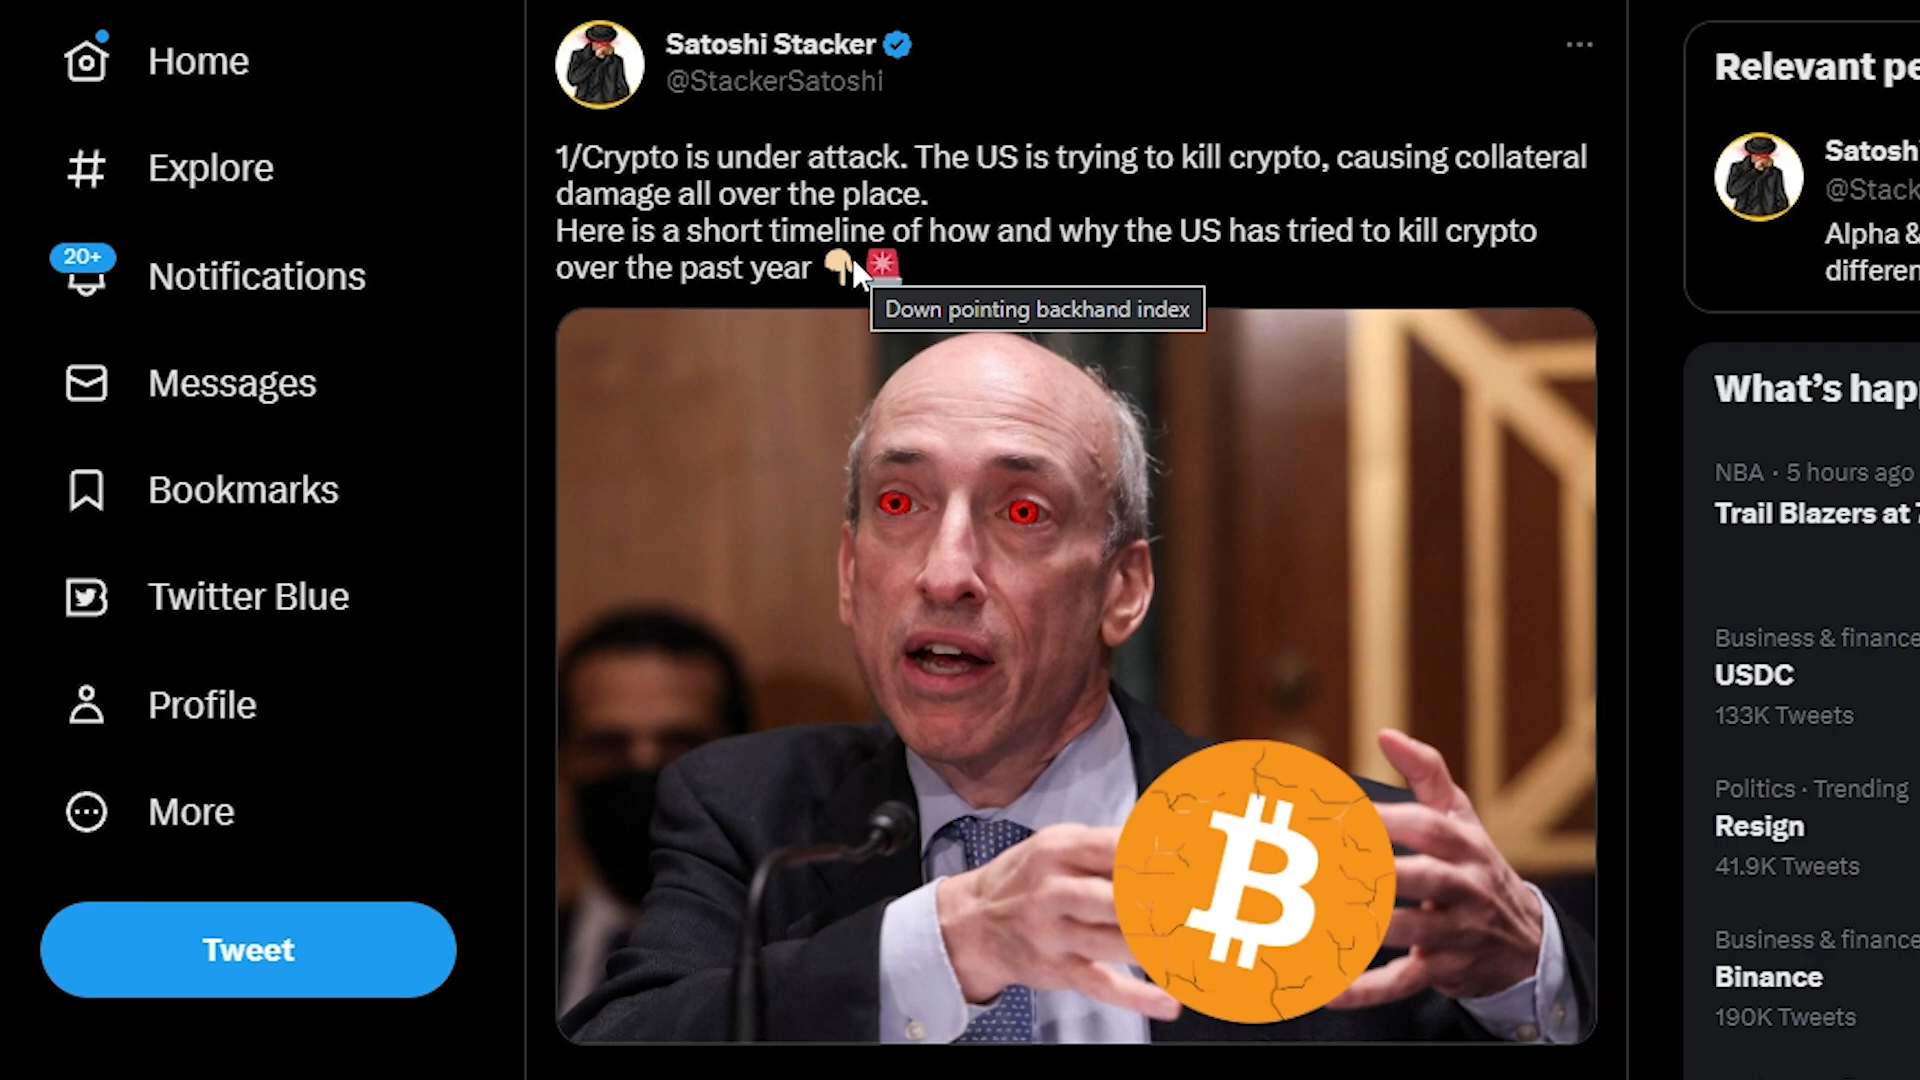 Home
Explore
20+
Notifications
Messages
Bookmarks
Twitter Blue
Profile
More
Tweet
Satoshi Stacker
@StackerSatoshi
1/Crypto is under attack. The US is trying to kill crypto, causing collateral
damage all over the place.
Here is a short timeline of how and why the US has tried to kill crypto
over the past year 👇🏼🚨
Down pointing backhand index
Relevant pe
Satosh
@Stack
Alpha &
differen
What's hap
NBA · 5 hours ago
Trail Blazers at
Business & finance
USDC
133K Tweets
Politics · Trending
Resign
41.9K Tweets
Business & finance
Binance
190K Tweets